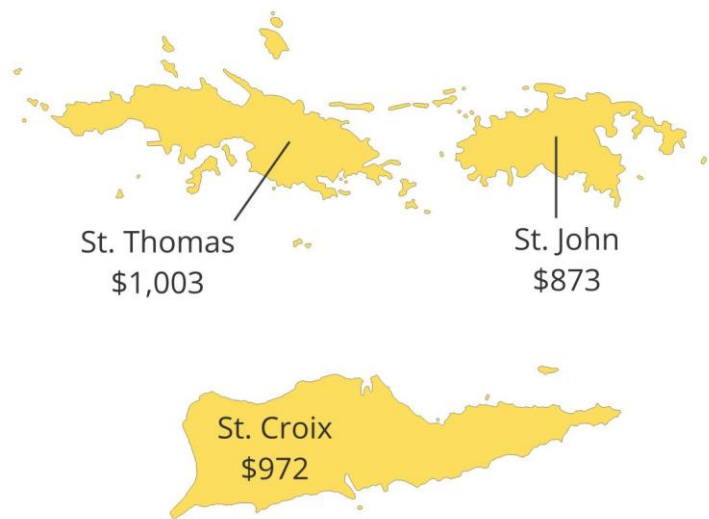 St. Thomas
$1,003
St. John
$873
St. Croix
$972